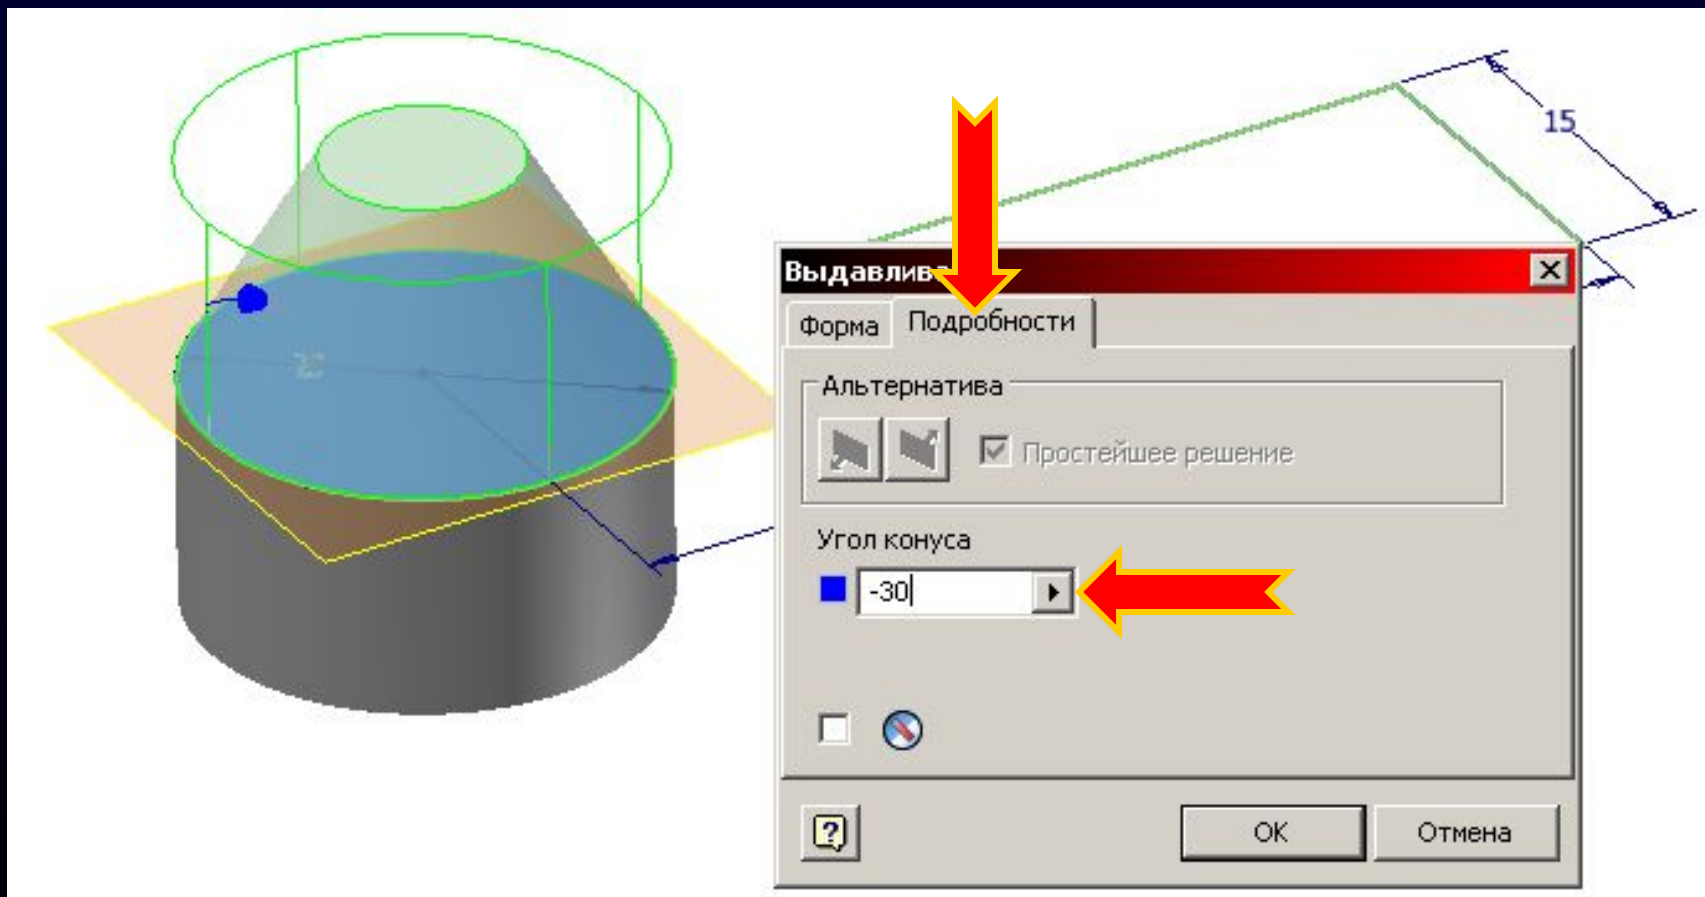 15
Выдавлива
Форма
Подробности
Альтернатива
Простейшее решение
Угол конуса
-30
?
OK
Отмена